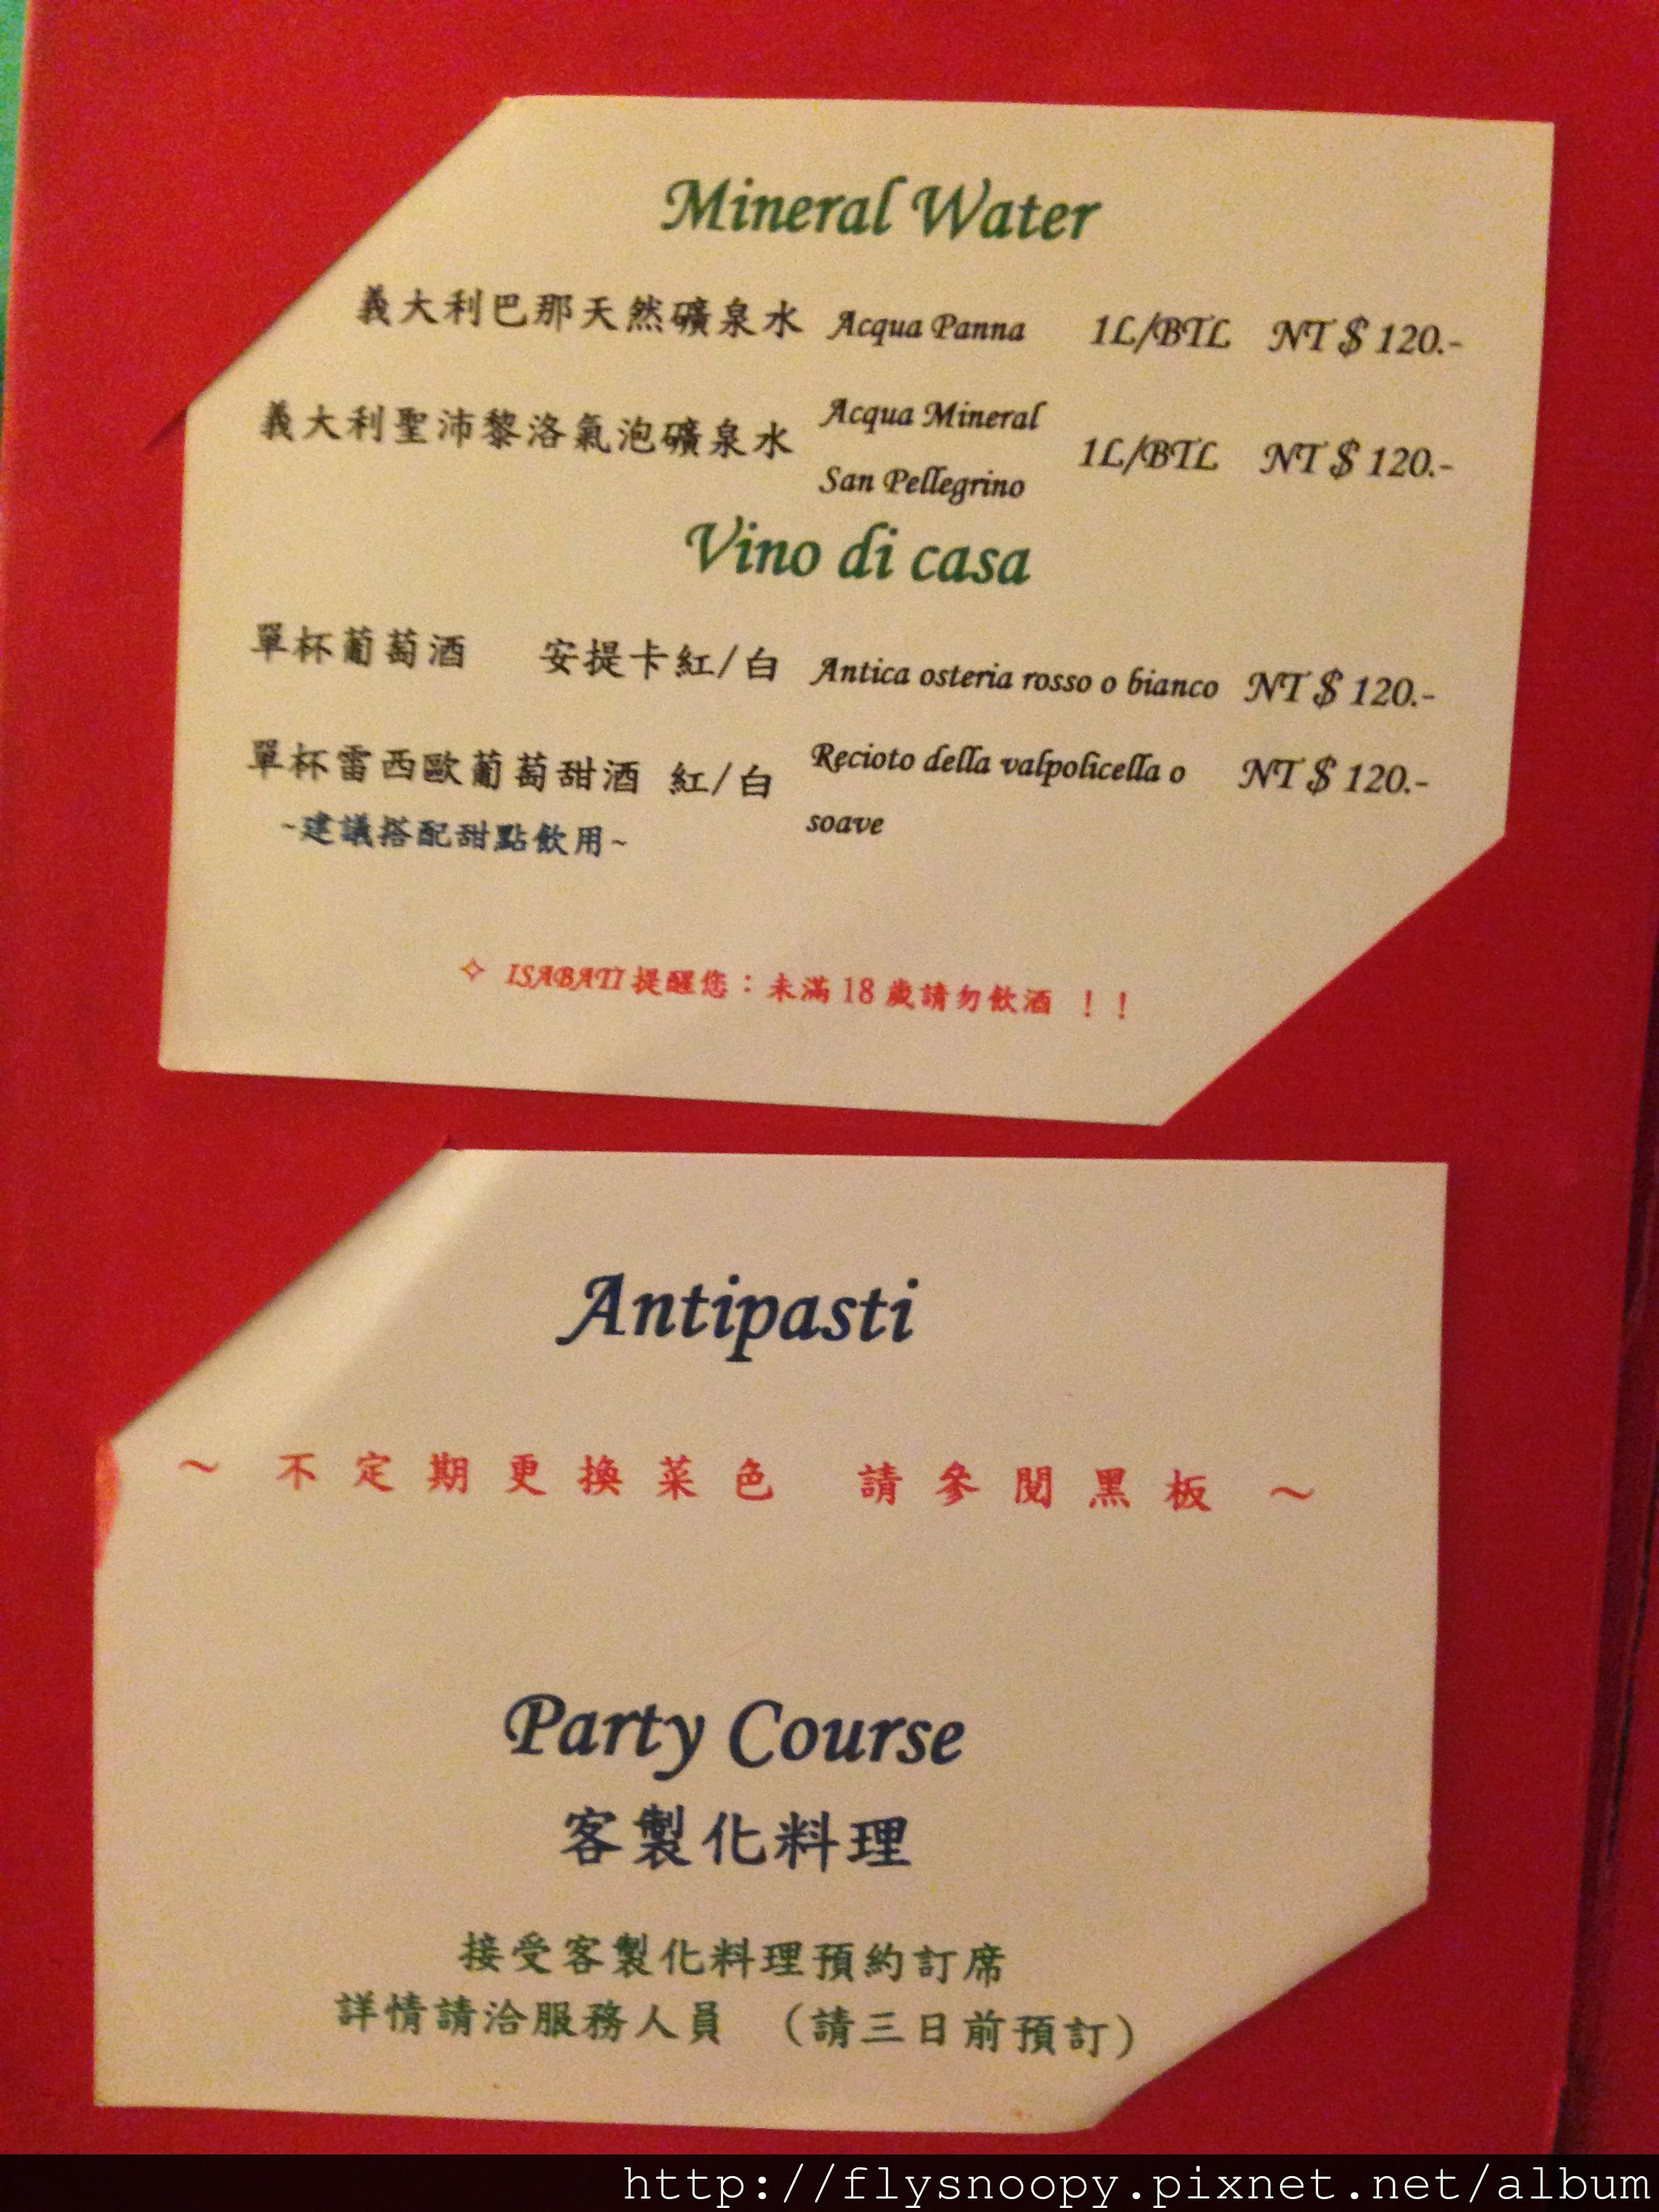 Mineral Water
義大利巴那天然礦泉水 Acqua Panna 1L/BTL NT$ 120.-
義大利聖沛黎洛氣泡礦泉水 Acqua Mineral San Pellegrino 1L/BTL NT$ 120.-
Vino di casa
單杯葡萄酒 安提卡紅/白 Antica osteria rosso o bianco NT$ 120.-
單杯雷西歐葡萄甜酒 紅/白 Recioto della valpolicella o soave NT$ 120.-
~建議搭配甜點飲用~
✧ ISABATI 提醒您：未滿 18 歲請勿飲酒 ！！
Antipasti
～ 不定期更換菜色 請參閱黑板 ～
Party Course
客製化料理
接受客製化料理預約訂席
詳情請洽服務人員 （請三日前預訂）
http://flysnoopy.pixnet.net/album